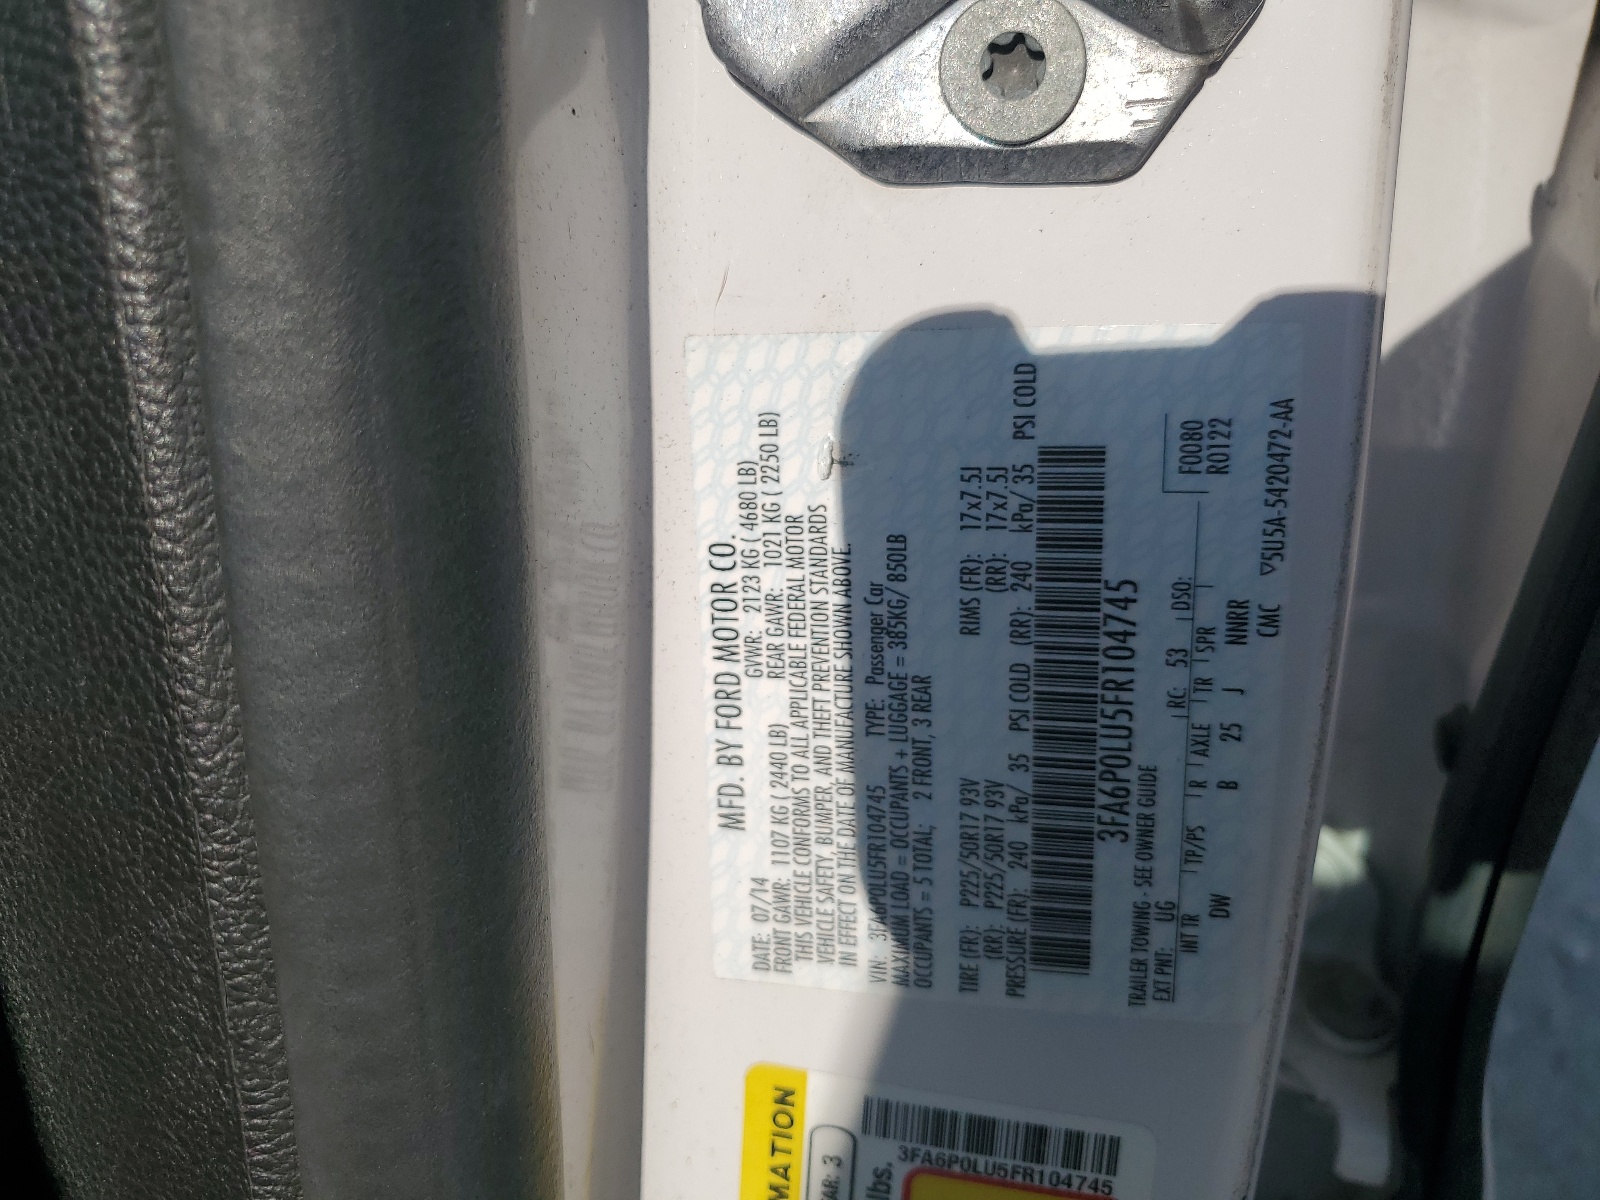 MFD. BY FORD MOTOR CO.
DATE: 07/14 GVWR: 2123 KG ( 4680 LB)
FRONT GAWR: 1107 KG ( 2440 LB) REAR GAWR: 1021 KG ( 2250 LB)
THIS VEHICLE CONFORMS TO ALL APPLICABLE FEDERAL MOTOR
VEHICLE SAFETY, BUMPER, AND THEFT PREVENTION STANDARDS
IN EFFECT ON THE DATE OF MANUFACTURE SHOWN ABOVE.
VIN: 3FA6P0LU5FR104745 TYPE: Passenger Car
MAXIMUM LOAD = OCCUPANTS + LUGGAGE = 385KG/ 850LB
OCCUPANTS = 5 TOTAL; 2 FRONT, 3 REAR
TIRE (FR): P225/50R17 93V RIMS (FR): 17x7.5J
(RR): P225/50R17 93V (RR): 17x7.5J
PRESSURE (FR): 240 kPa/ 35 PSI COLD (RR): 240 kPa/ 35 PSI COLD
3FA6P0LU5FR104745
TRAILER TOWING - SEE OWNER GUIDE
EXT PNT: UG RC: 53 DSO: F0080
INT TR TP/PS R AXLE TR SPR R0122
DW B 25 J NNRR
CMC ▽5U5A-5420472-AA
MATION
AR: 3
lbs.
3FA6P0LU5FR104745